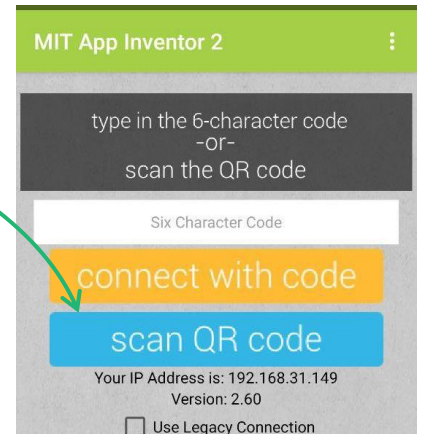 MIT App Inventor 2
type in the 6-character code
-or-
scan the QR code
Six Character Code
connect with code
scan QR code
Your IP Address is: 192.168.31.149
Version: 2.60
Use Legacy Connection